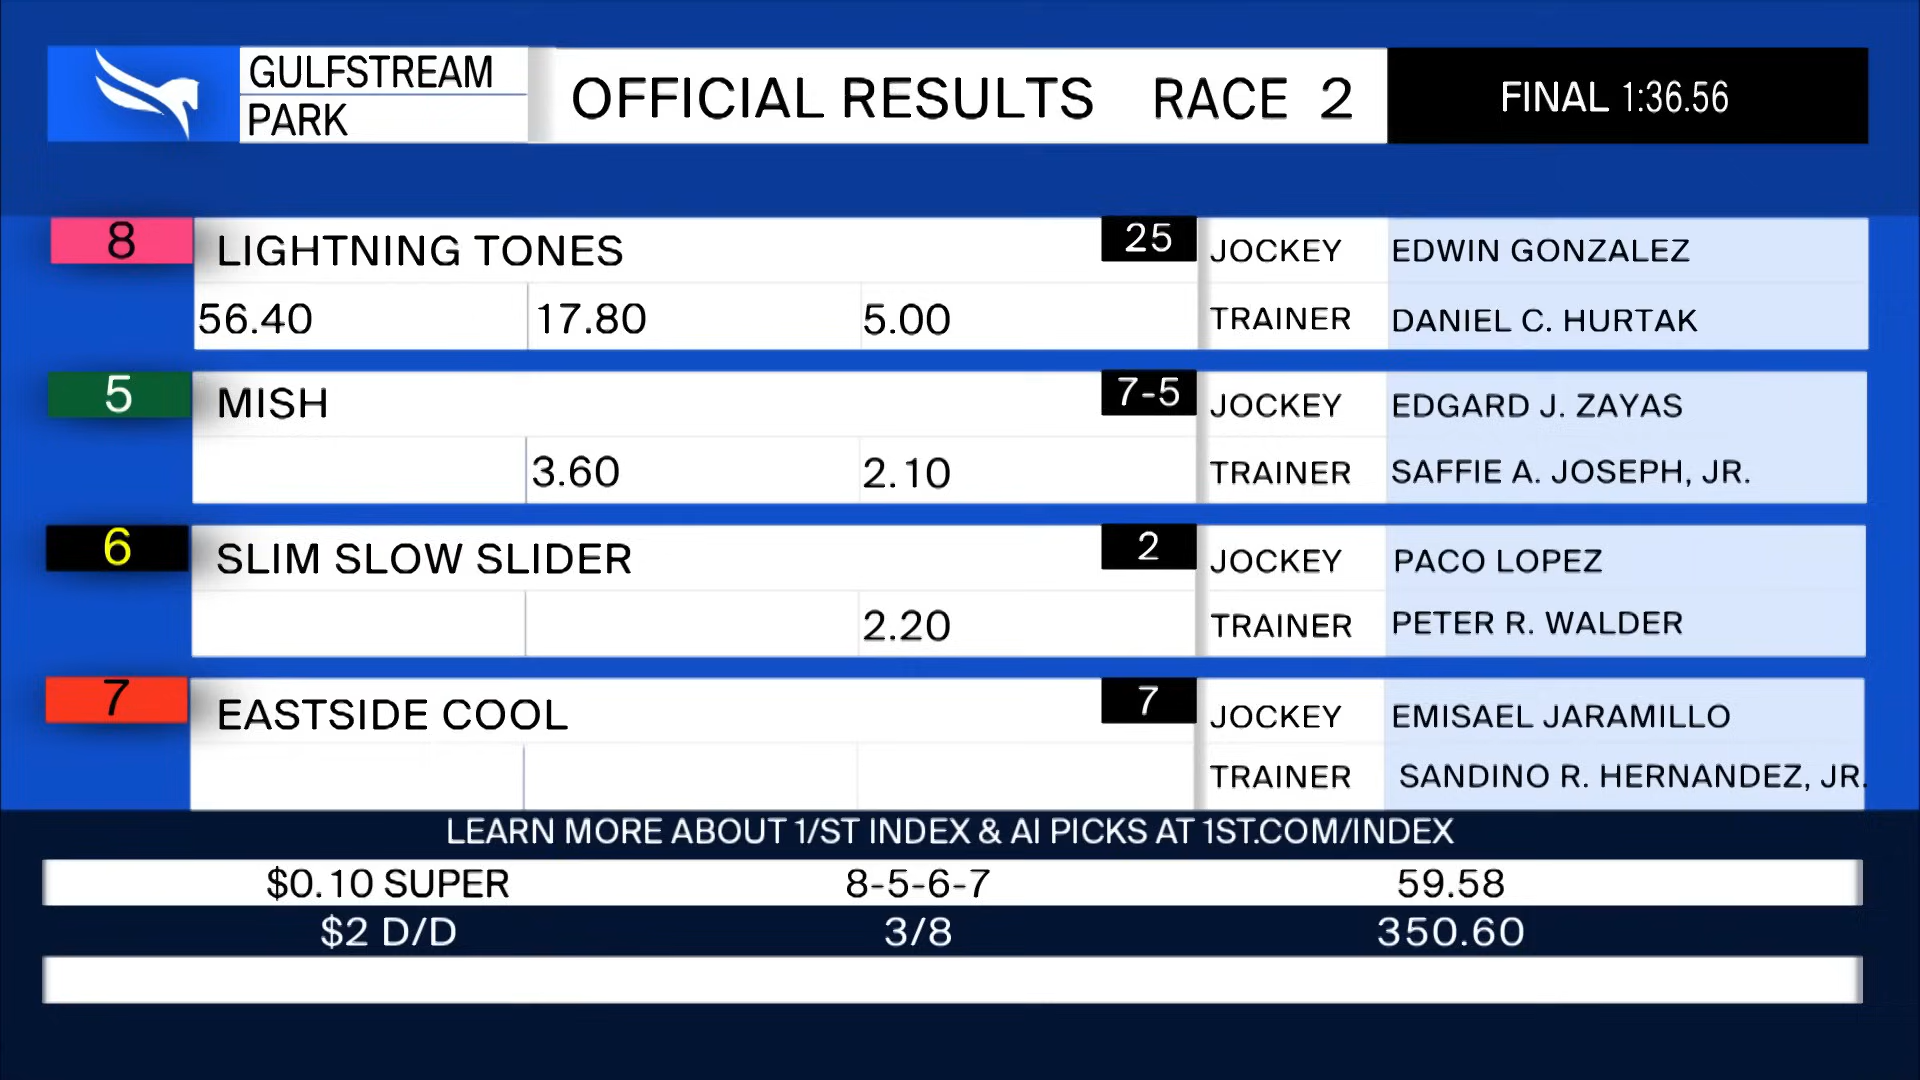 GULFSTREAM
PARK
OFFICIAL RESULTS RACE 2
FINAL 1:36.56
8 LIGHTNING TONES 25 JOCKEY EDWIN GONZALEZ
56.40 17.80 5.00 TRAINER DANIEL C. HURTAK
5 MISH 7-5 JOCKEY EDGARD J. ZAYAS
3.60 2.10 TRAINER SAFFIE A. JOSEPH, JR.
6 SLIM SLOW SLIDER 2 JOCKEY PACO LOPEZ
2.20 TRAINER PETER R. WALDER
7 EASTSIDE COOL 7 JOCKEY EMISAEL JARAMILLO
TRAINER SANDINO R. HERNANDEZ, JR.
LEARN MORE ABOUT 1/ST INDEX & AI PICKS AT 1ST.COM/INDEX
$0.10 SUPER 8-5-6-7 59.58
$2 D/D 3/8 350.60